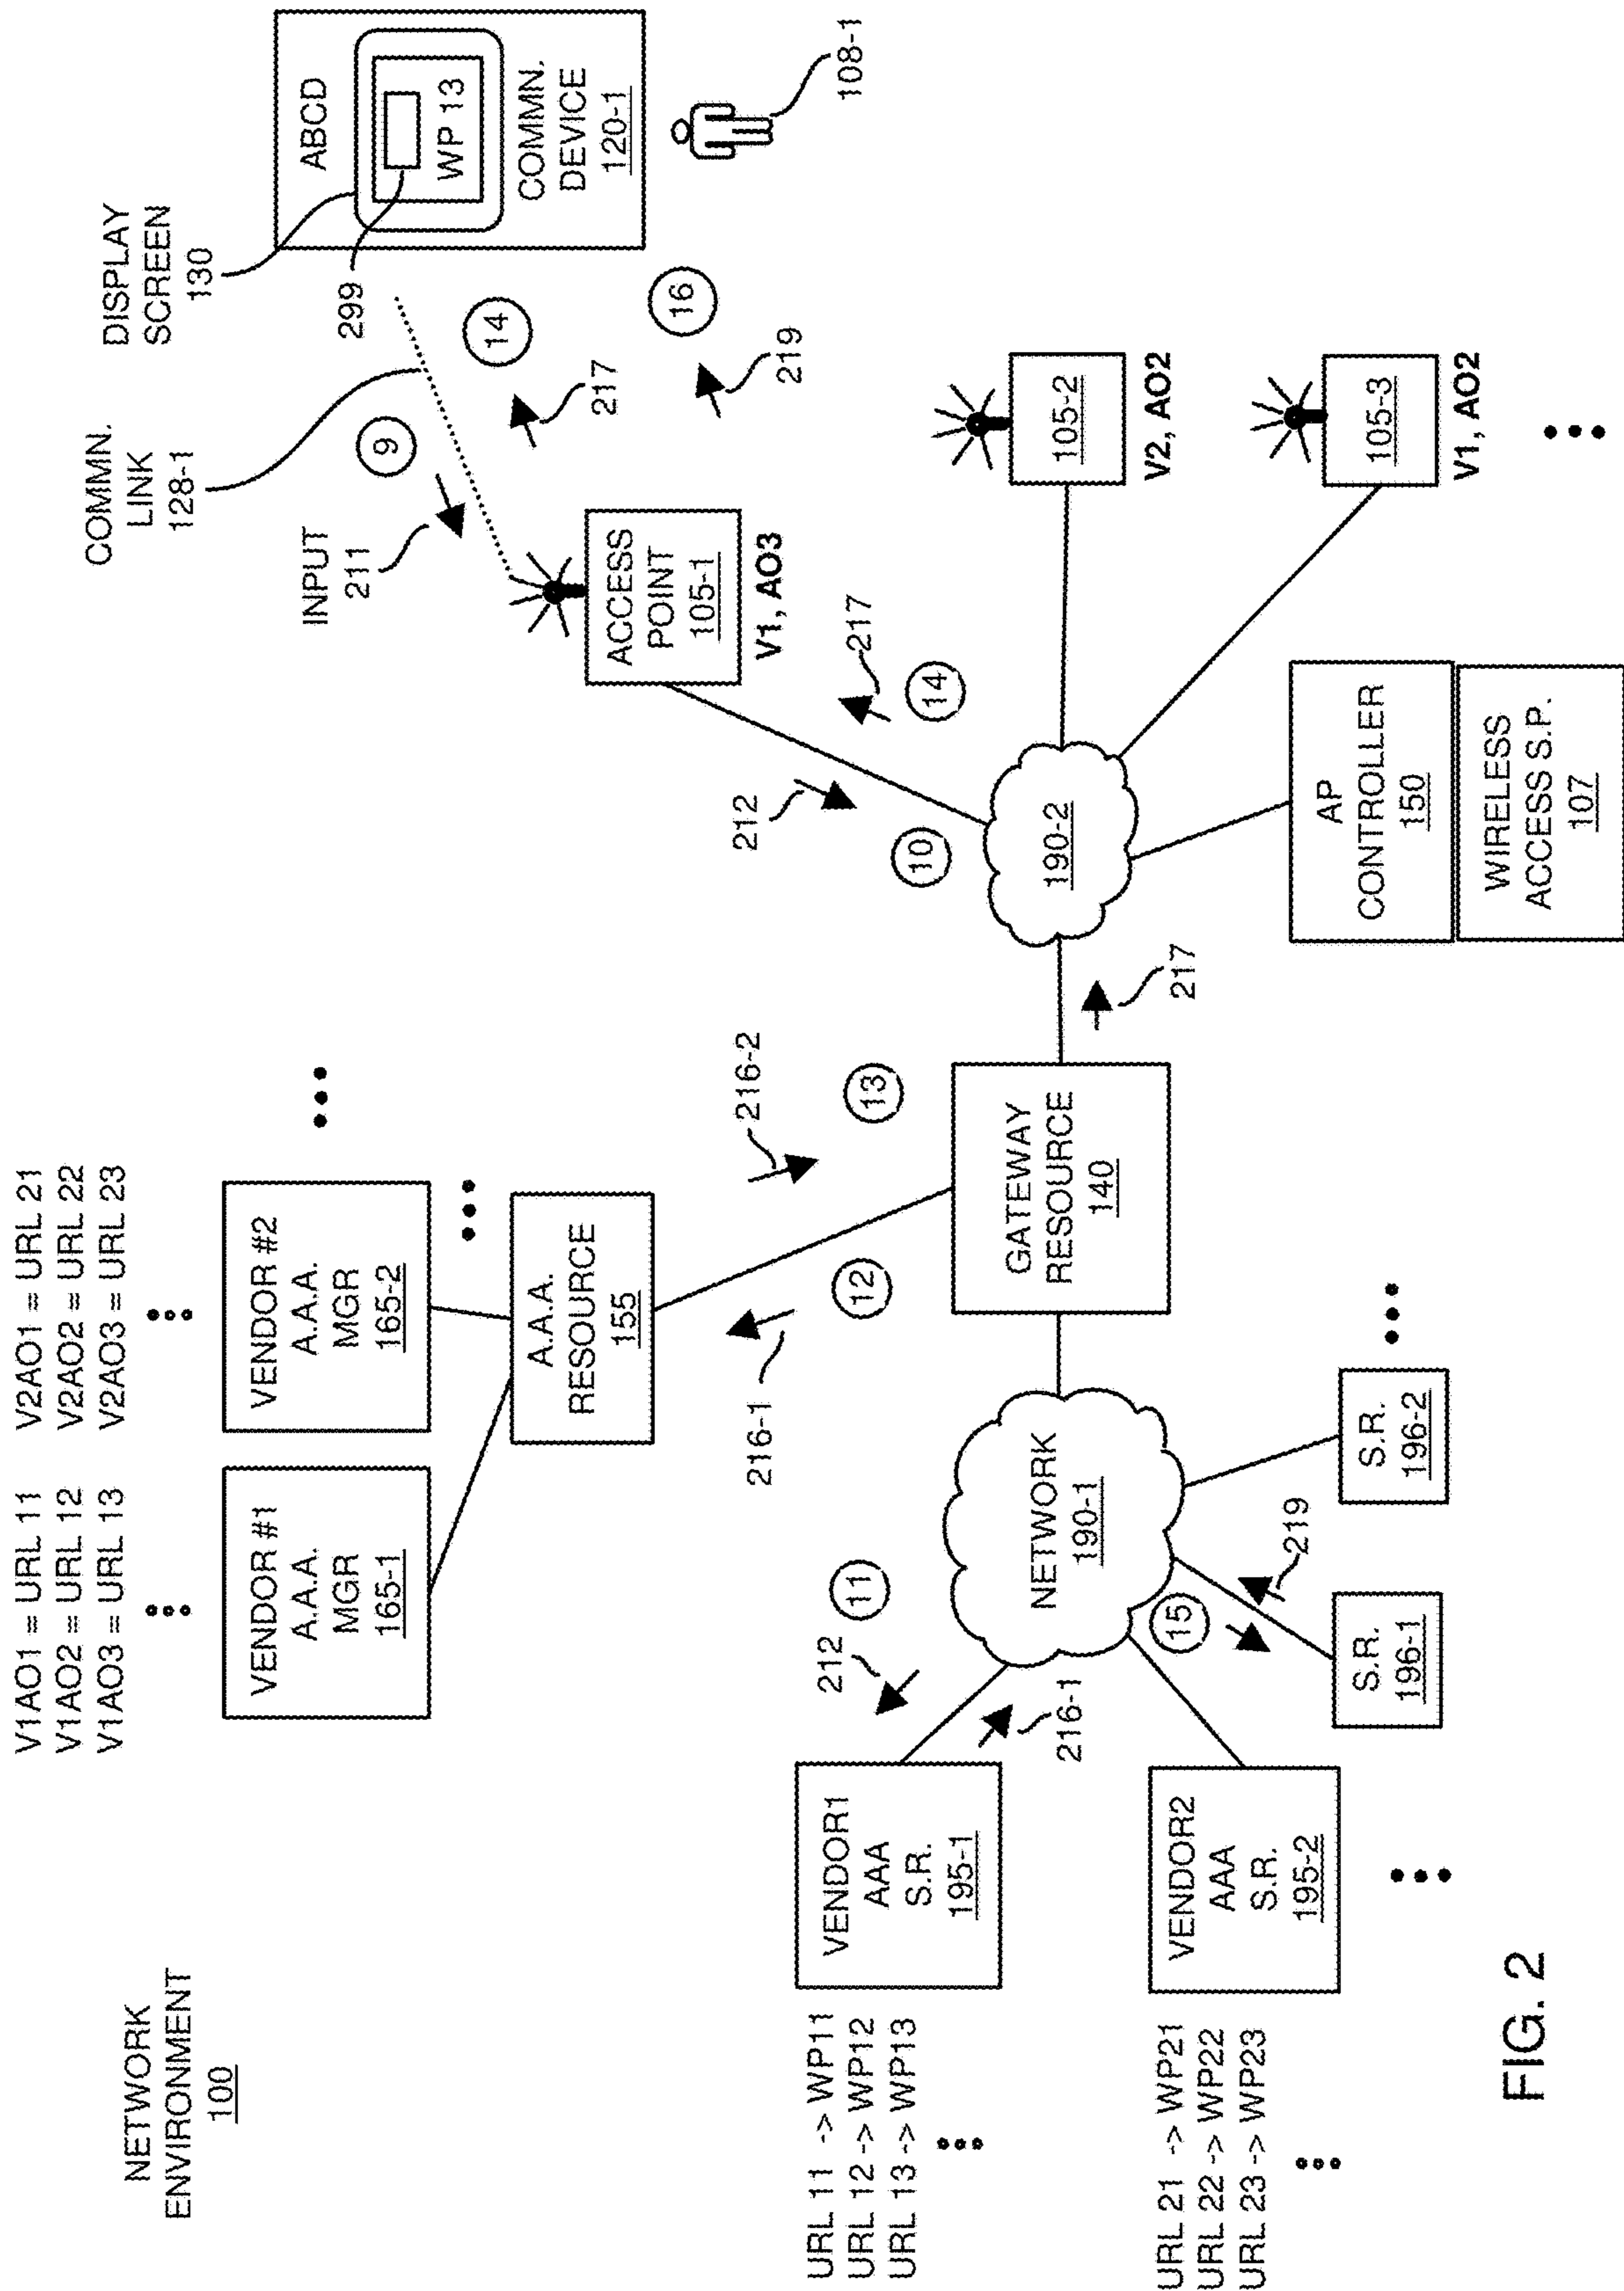 NETWORK
ENVIRONMENT
100
V1AO1 = URL 11
V1AO2 = URL 12
V1AO3 = URL 13
V2AO1 = URL 21
V2AO2 = URL 22
V2AO3 = URL 23
VENDOR #1
A.A.A.
MGR
165-1
VENDOR #2
A.A.A.
MGR
165-2
A.A.A.
RESOURCE
155
216-1
12
216-2
13
COMMN.
LINK
128-1
DISPLAY
SCREEN
130
299
ABCD
WP 13
COMMN.
DEVICE
120-1
108-1
INPUT
211
9
14
217
16
219
ACCESS
POINT
105-1
V1, AO3
212
10
217
14
105-2
V2, AO2
105-3
V1, AO2
190-2
AP
CONTROLLER
150
WIRELESS
ACCESS S.P.
107
217
GATEWAY
RESOURCE
140
NETWORK
190-1
212
11
216-1
15
219
VENDOR1
AAA
S.R.
195-1
URL 11 -> WP11
URL 12 -> WP12
URL 13 -> WP13
VENDOR2
AAA
S.R.
195-2
URL 21 -> WP21
URL 22 -> WP22
URL 23 -> WP23
S.R.
196-1
S.R.
196-2
FIG. 2